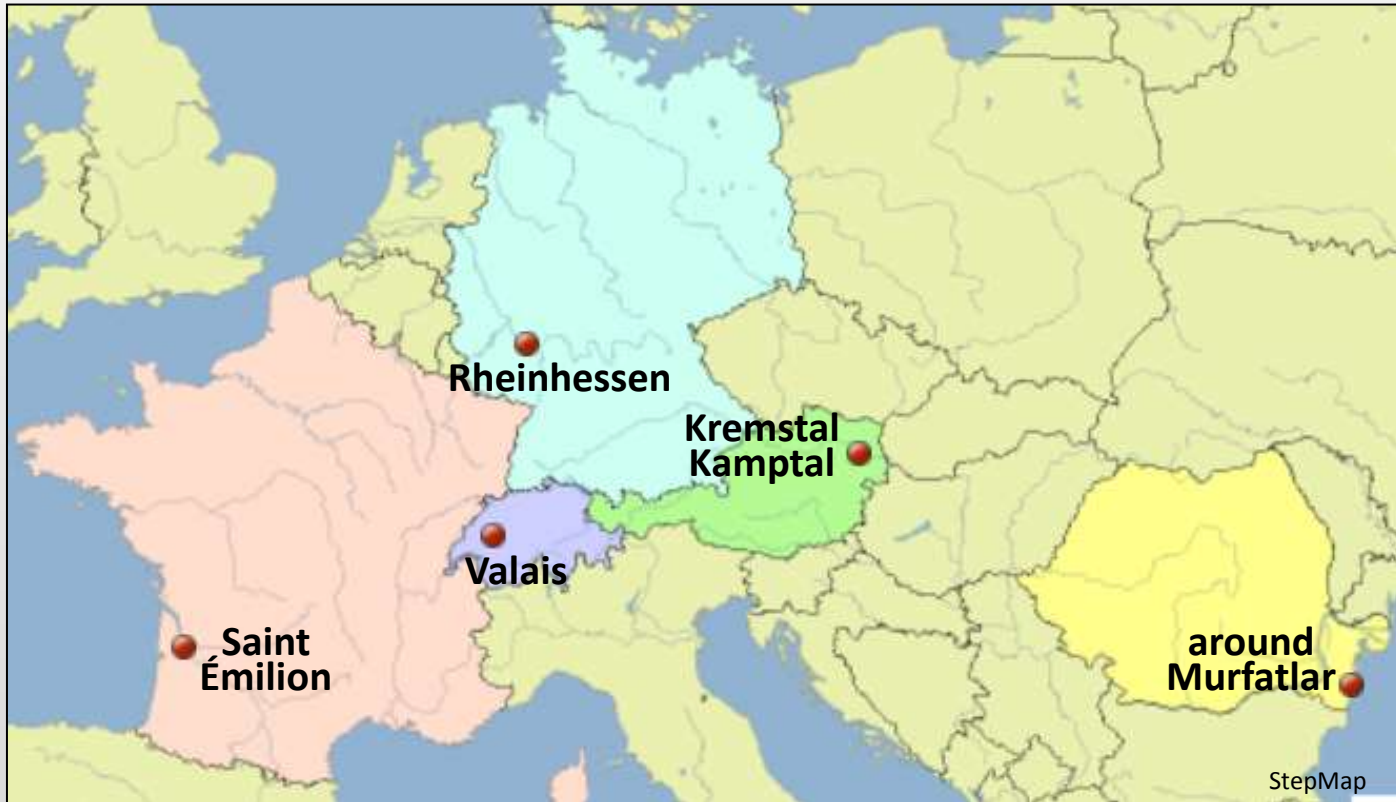 Rheinhessen
Kremstal
Kamptal
Valais
Saint
Émilion
around
Murfatlar
StepMap